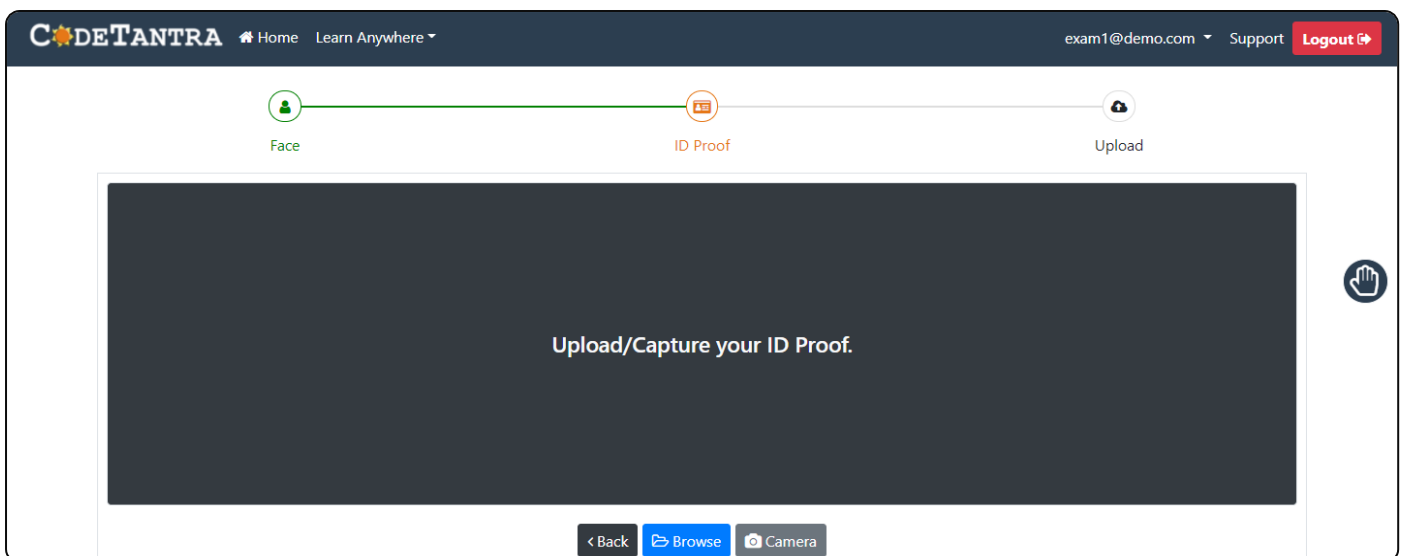 CODETANTRA Home Learn Anywhere exam1@demo.com Support Logout
Face ID Proof Upload
Upload/Capture your ID Proof.
Back Browse Camera